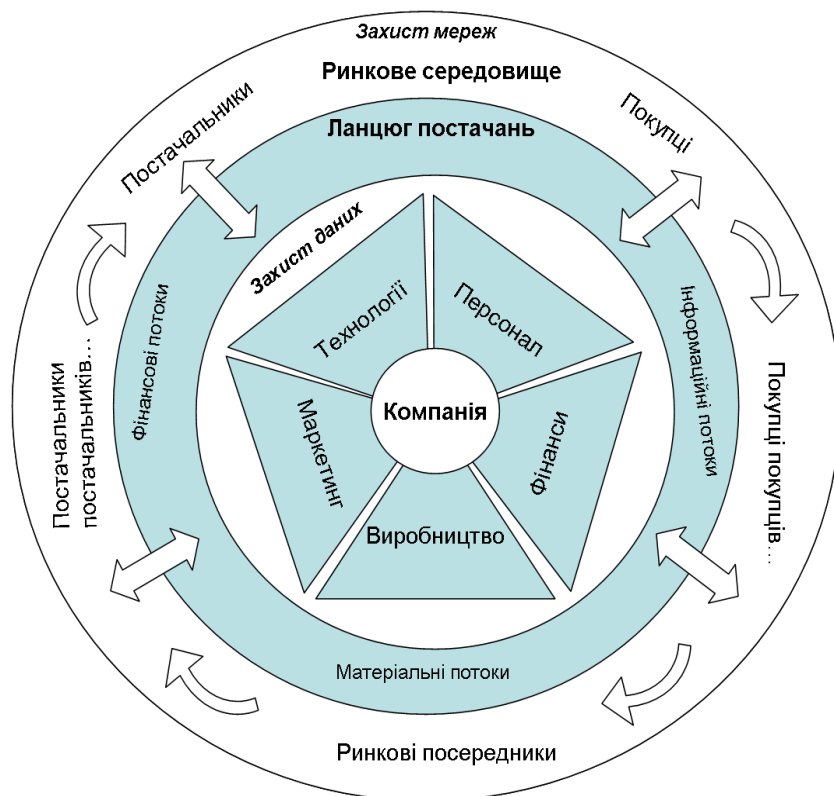 Захист мереж
Ринкове середовище
Ланцюг постачань
Постачальники
Покупці
Захист даних
Технології
Персонал
Фінансові потоки
Інформаційні потоки
Постачальники
постачальників…
Компанія
Покупці покупців…
Маркетинг
Фінанси
Виробництво
Матеріальні потоки
Ринкові посередники